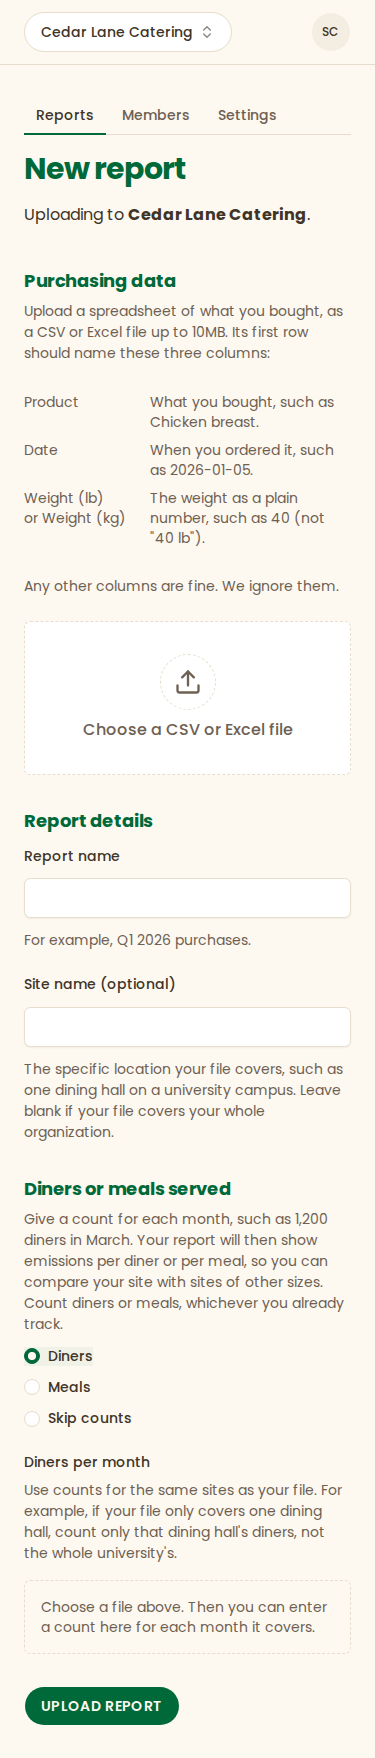 Cedar Lane Catering
SC
Reports Members Settings
New report
Uploading to Cedar Lane Catering.
Purchasing data
Upload a spreadsheet of what you bought, as
a CSV or Excel file up to 10MB. Its first row
should name these three columns:
Product
What you bought, such as
Chicken breast.
Date
When you ordered it, such
as 2026-01-05.
Weight (lb)
or Weight (kg)
The weight as a plain
number, such as 40 (not
"40 lb").
Any other columns are fine. We ignore them.
Choose a CSV or Excel file
Report details
Report name
For example, Q1 2026 purchases.
Site name (optional)
The specific location your file covers, such as
one dining hall on a university campus. Leave
blank if your file covers your whole
organization.
Diners or meals served
Give a count for each month, such as 1,200
diners in March. Your report will then show
emissions per diner or per meal, so you can
compare your site with sites of other sizes.
Count diners or meals, whichever you already
track.
Diners
Meals
Skip counts
Diners per month
Use counts for the same sites as your file. For
example, if your file only covers one dining
hall, count only that dining hall's diners, not
the whole university's.
Choose a file above. Then you can enter
a count here for each month it covers.
UPLOAD REPORT